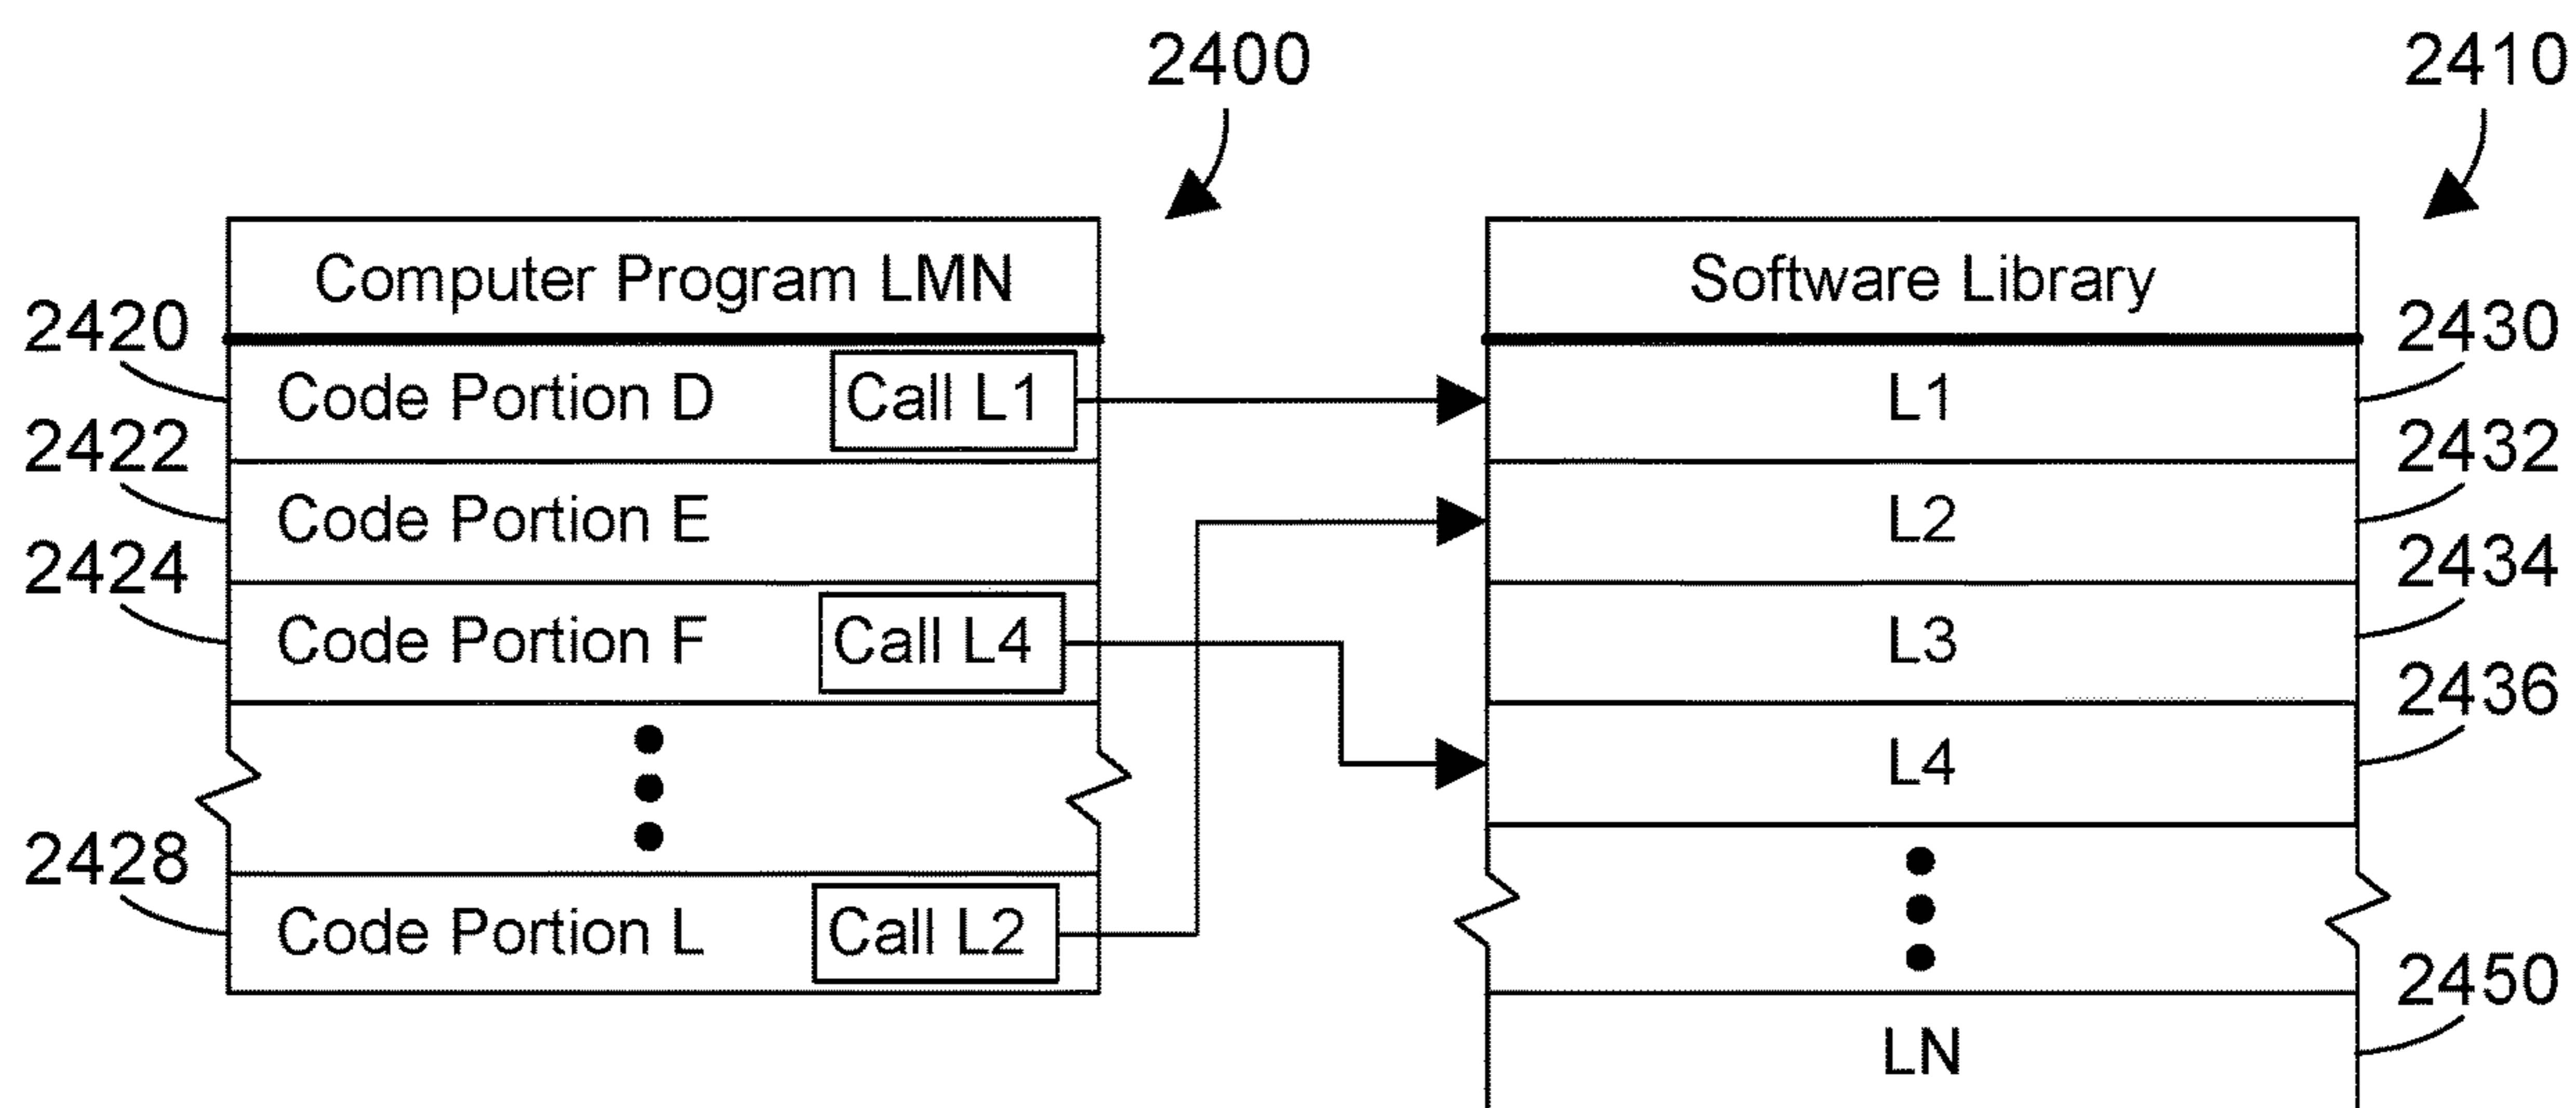 2400
2410
Computer Program LMN
Software Library
2420
2430
Code Portion D
Call L1
L1
2422
2432
Code Portion E
L2
2424
2434
Code Portion F
Call L4
L3
2436
L4
2428
Code Portion L
Call L2
2450
LN